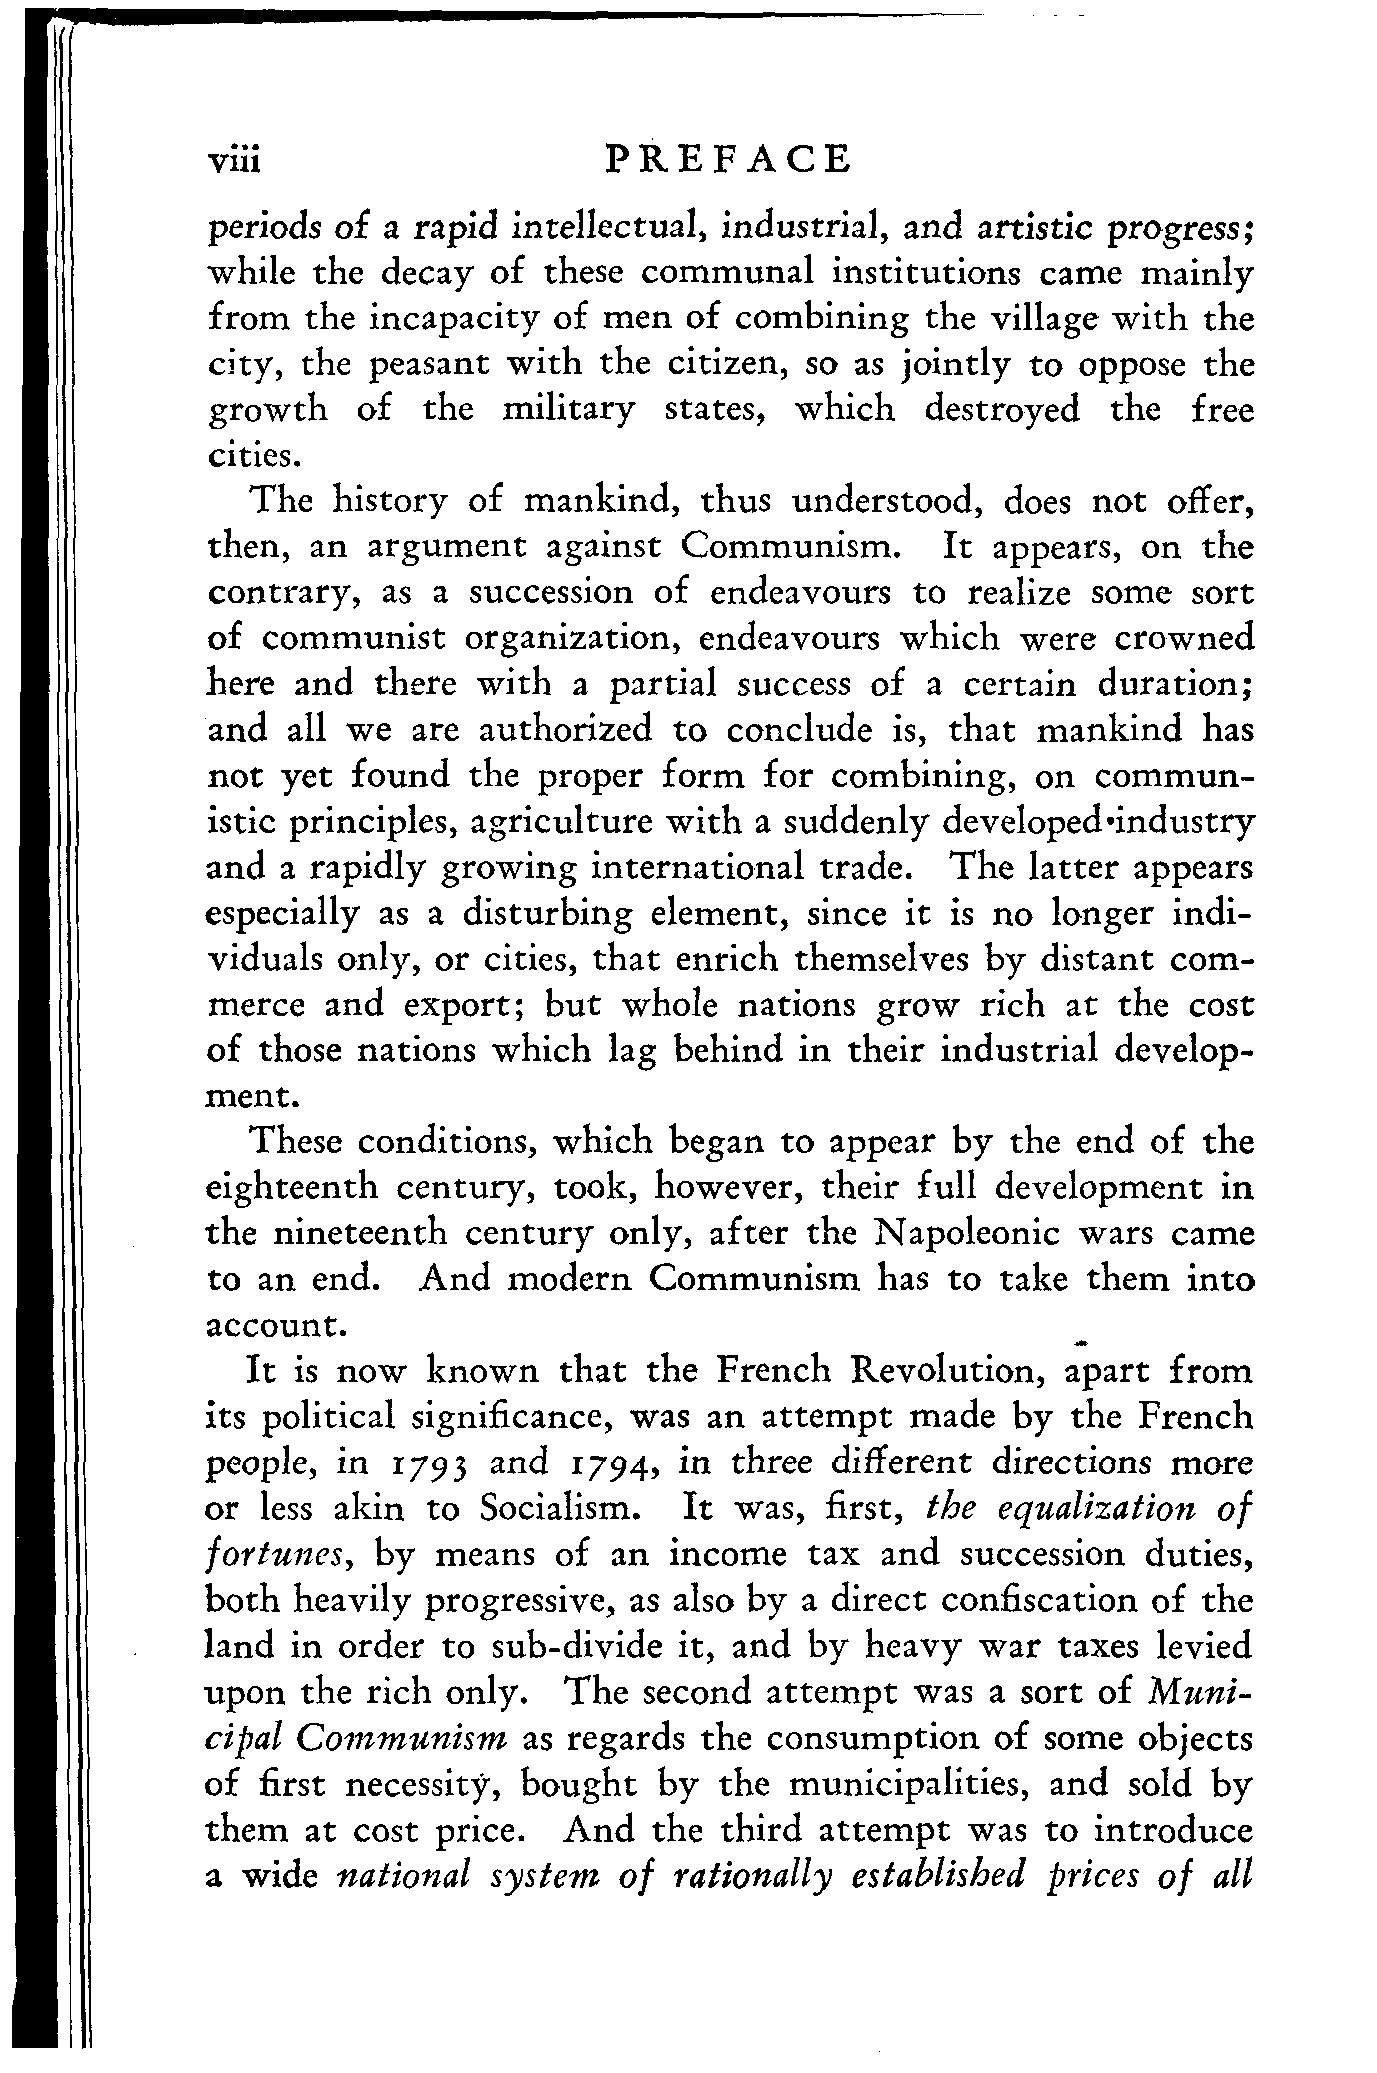 viii PREFACE
periods of a rapid intellectual, industrial, and artistic progress;
while the decay of these communal institutions came mainly
from the incapacity of men of combining the village with the
city, the peasant with the citizen, so as jointly to oppose the
growth of the military states, which destroyed the free
cities.
The history of mankind, thus understood, does not offer,
then, an argument against Communism. It appears, on the
contrary, as a succession of endeavours to realize some sort
of communist organization, endeavours which were crowned
here and there with a partial success of a certain duration;
and all we are authorized to conclude is, that mankind has
not yet found the proper form for combining, on commun-
istic principles, agriculture with a suddenly developed industry
and a rapidly growing international trade. The latter appears
especially as a disturbing element, since it is no longer indi-
viduals only, or cities, that enrich themselves by distant com-
merce and export; but whole nations grow rich at the cost
of those nations which lag behind in their industrial develop-
ment.
These conditions, which began to appear by the end of the
eighteenth century, took, however, their full development in
the nineteenth century only, after the Napoleonic wars came
to an end. And modern Communism has to take them into
account.
It is now known that the French Revolution, apart from
its political significance, was an attempt made by the French
people, in 1793 and 1794, in three different directions more
or less akin to Socialism. It was, first, the equalization of
fortunes, by means of an income tax and succession duties,
both heavily progressive, as also by a direct confiscation of the
land in order to sub-divide it, and by heavy war taxes levied
upon the rich only. The second attempt was a sort of Muni-
cipal Communism as regards the consumption of some objects
of first necessity, bought by the municipalities, and sold by
them at cost price. And the third attempt was to introduce
a wide national system of rationally established prices of all